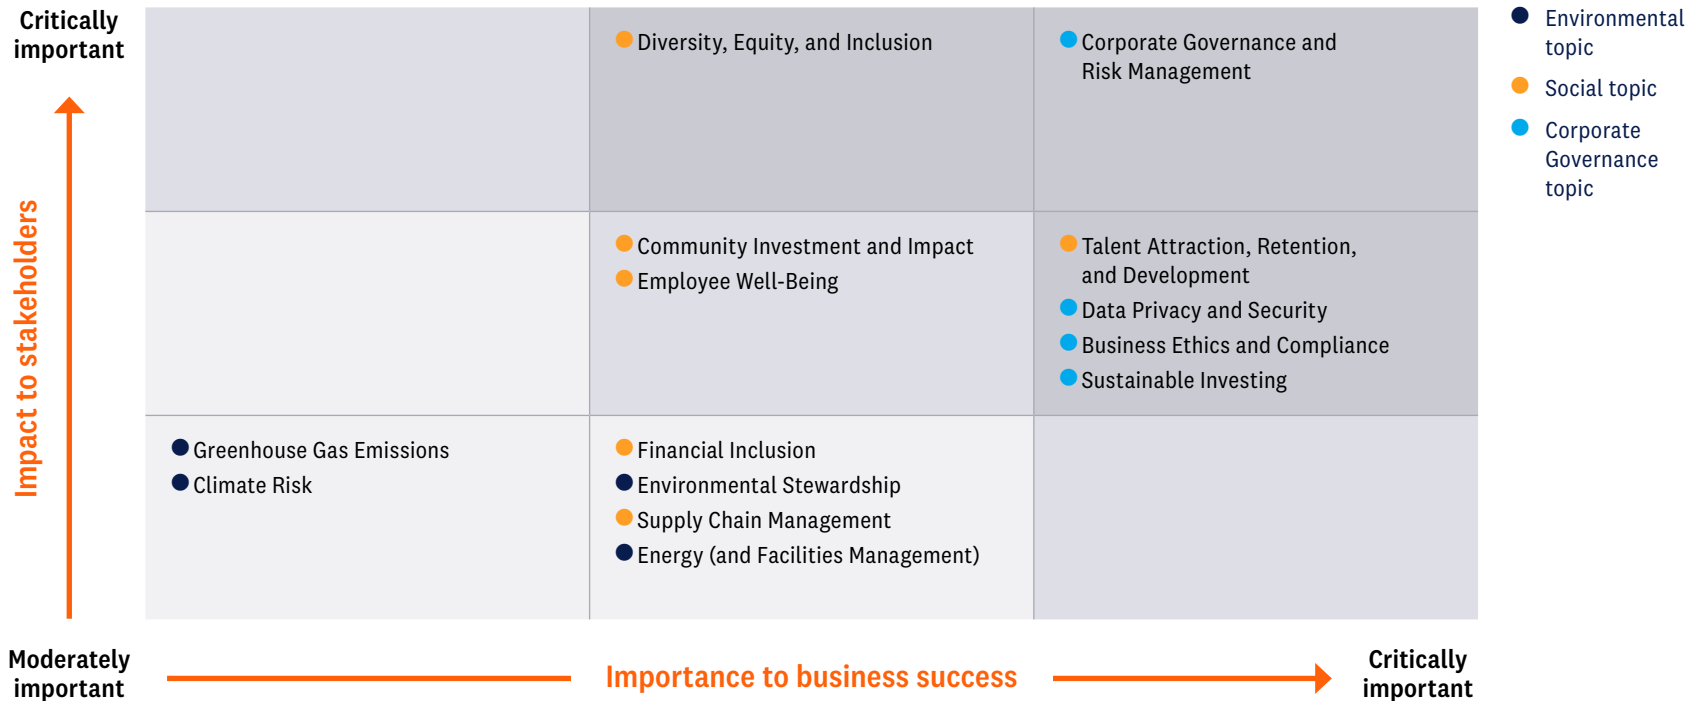 Critically
important
Impact to stakeholders
Diversity, Equity, and Inclusion
Corporate Governance and
Risk Management
Community Investment and Impact
Employee Well-Being
Talent Attraction, Retention,
and Development
Data Privacy and Security
Business Ethics and Compliance
Sustainable Investing
Greenhouse Gas Emissions
Climate Risk
Financial Inclusion
Environmental Stewardship
Supply Chain Management
Energy (and Facilities Management)
Moderately
important
Importance to business success
Critically
important
Environmental
topic
Social topic
Corporate
Governance
topic